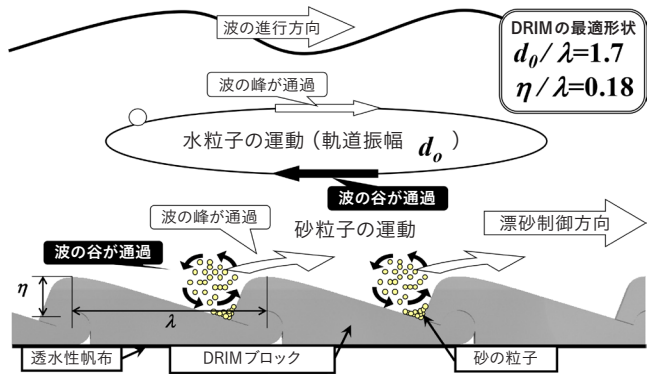 波の進行方向
DRIMの最適形状
d₀/λ=1.7
η/λ=0.18
波の峰が通過
水粒子の運動(軌道振幅 do)
波の谷が通過
波の峰が通過
砂粒子の運動
漂砂制御方向
波の谷が通過
η
λ
透水性帆布
DRIMブロック
砂の粒子